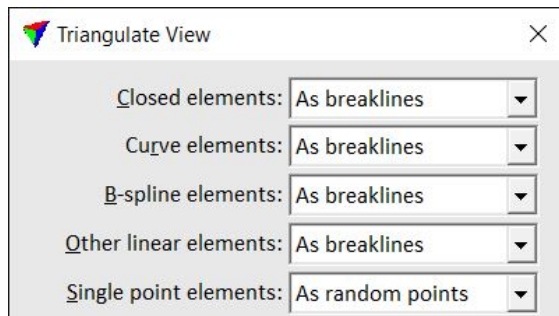 Triangulate View
Closed elements: As breaklines
Curve elements: As breaklines
B-spline elements: As breaklines
Other linear elements: As breaklines
Single point elements: As random points